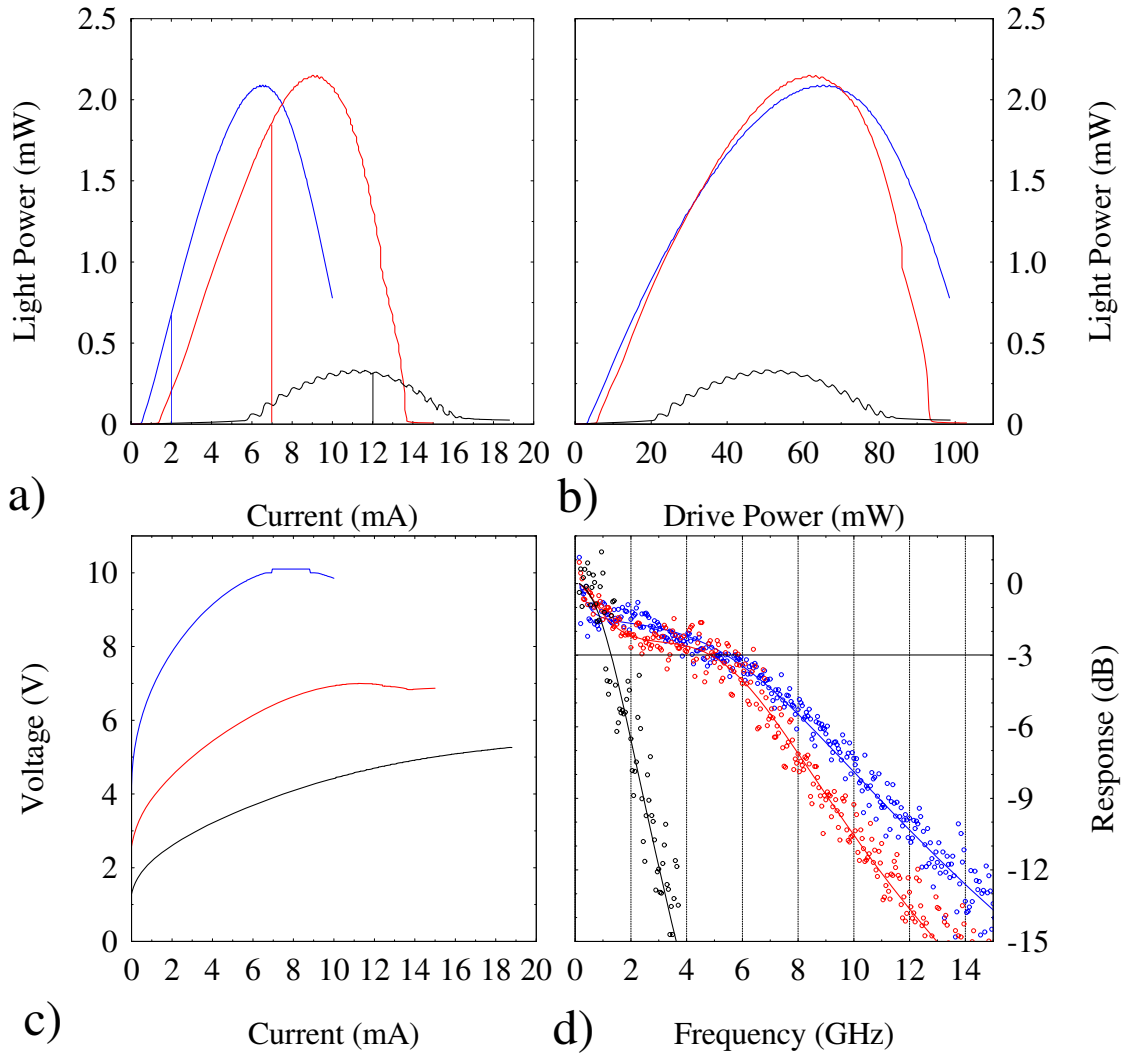 2.5
2.0
1.5
1.0
0.5
0
Light Power (mW)
0 2 4 6 8 10 12 14 16 18 20
a)
Current (mA)
2.5
2.0
1.5
1.0
0.5
0
Light Power (mW)
20 40 60 80 100
b)
Drive Power (mW)
10
8
6
4
2
0
Voltage (V)
0 2 4 6 8 10 12 14 16 18 20
c)
Current (mA)
0
-3
-6
-9
-12
-15
Response (dB)
0 2 4 6 8 10 12 14
d)
Frequency (GHz)